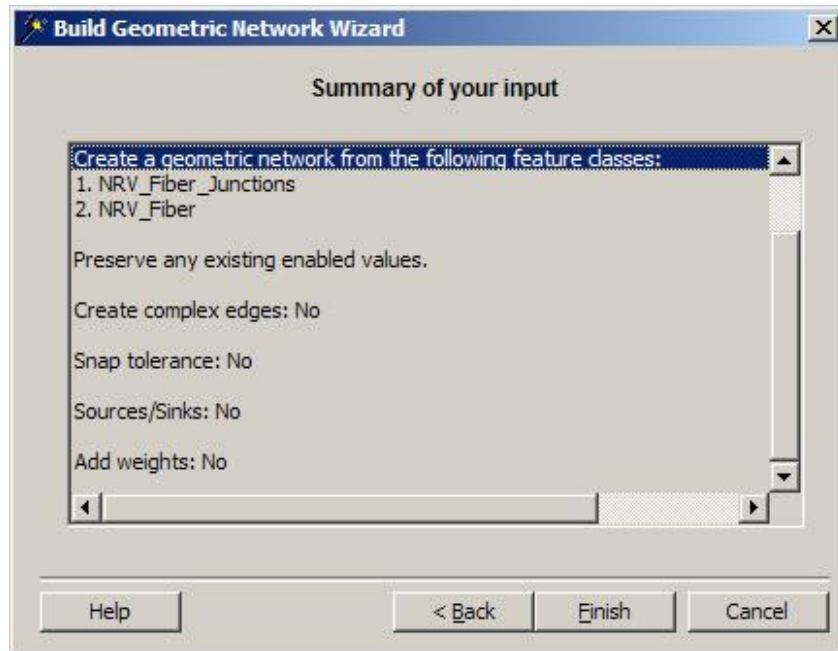 Build Geometric Network Wizard
Summary of your input
Create a geometric network from the following feature classes:
1. NRV_Fiber_Junctions
2. NRV_Fiber
Preserve any existing enabled values.
Create complex edges: No
Snap tolerance: No
Sources/Sinks: No
Add weights: No
Help
< Back
Finish
Cancel